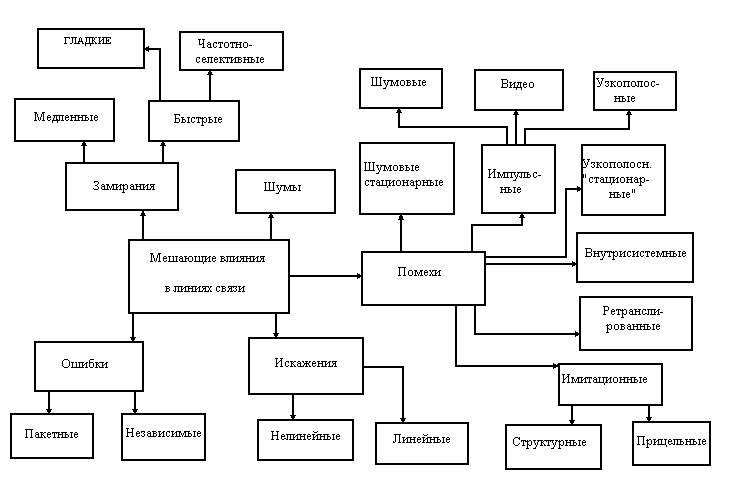 ГЛАДКИЕ
Частотно-
селективные
Шумовые
Видео
Узкополос-
ные
Медленные
Быстрые
Шумовые
стационарные
Импульс-
ные
Узкополосн.
"стационар-
ные"
Замирания
Шумы
Мешающие влияния
в линиях связи
Помехи
Внутрисистемные
Ретрансли-
рованные
Ошибки
Искажения
Имитационные
Пакетные
Независимые
Нелинейные
Линейные
Структурные
Прицельные